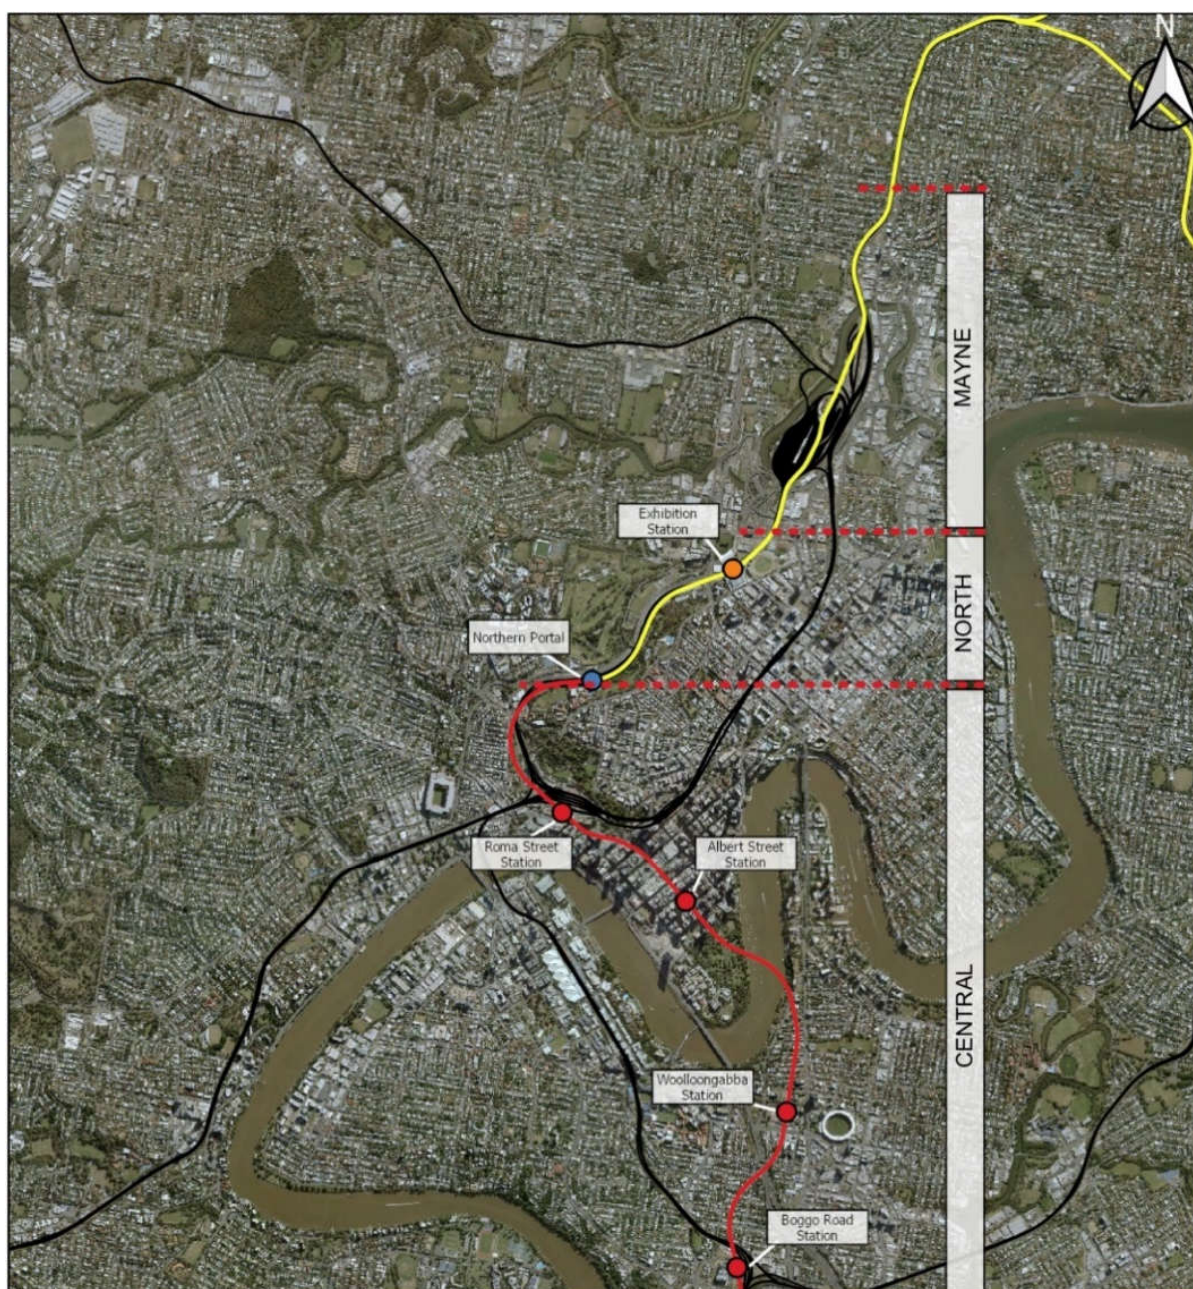 N
MAYNE
Exhibition
Station
NORTH
Northern Portal
Roma Street
Station
Albert Street
Station
CENTRAL
Woolloongabba
Station
Boggo Road
Station